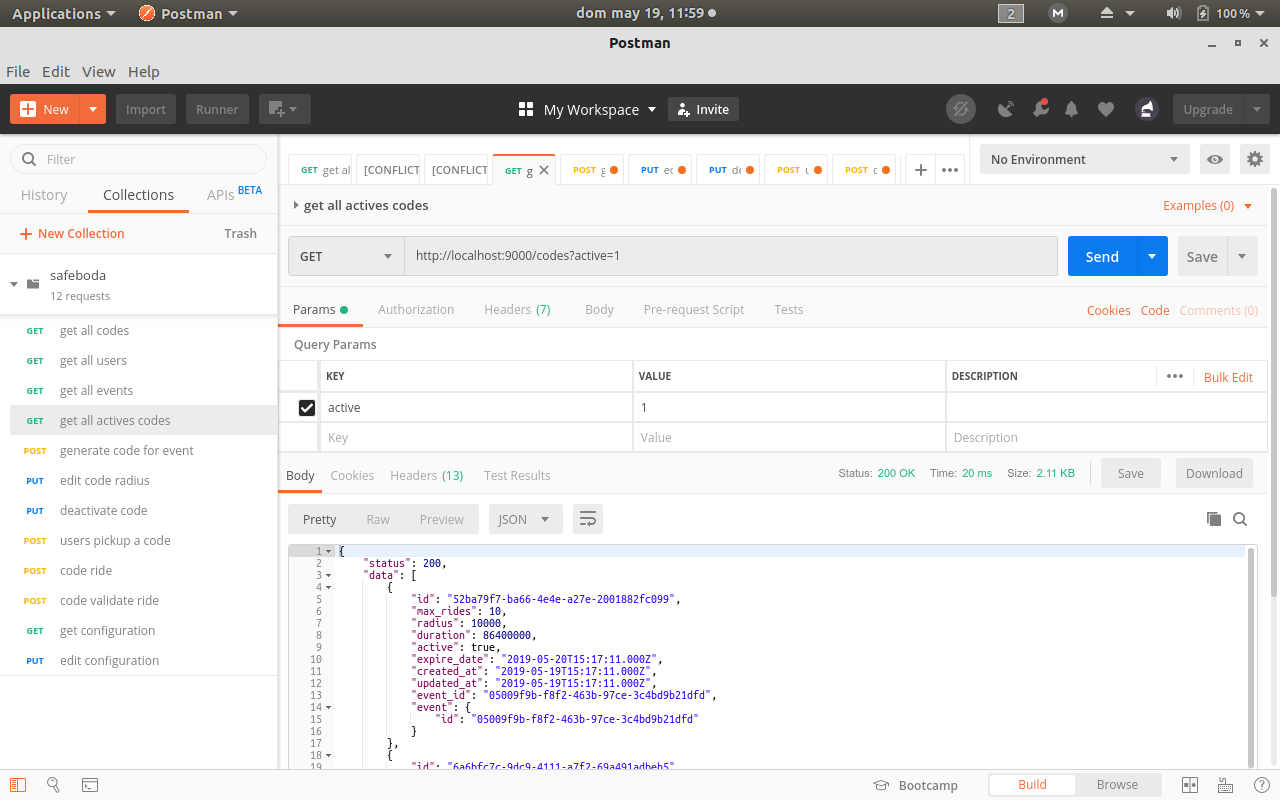 Applications Postman dom may 19, 11:59 2 M 100 %
Postman
File Edit View Help
New Import Runner My Workspace Invite Upgrade
Filter
History Collections APIs BETA
+ New Collection Trash
safeboda
12 requests
GET get all codes
GET get all users
GET get all events
GET get all actives codes
POST generate code for event
PUT edit code radius
PUT deactivate code
POST users pickup a code
POST code ride
POST code validate ride
GET get configuration
PUT edit configuration
GET get al [CONFLICT [CONFLICT GET g POST PUT PUT de POST POST No Environment
get all actives codes Examples (0)
GET http://localhost:9000/codes?active=1 Send Save
Params Authorization Headers (7) Body Pre-request Script Tests Cookies Code Comments (0)
Query Params
KEY VALUE DESCRIPTION Bulk Edit
active 1
Key Value Description
Body Cookies Headers (13) Test Results Status: 200 OK Time: 20 ms Size: 2.11 KB Save Download
Pretty Raw Preview JSON
1 {
2 "status": 200,
3 "data": [
4 {
5 "id": "52ba79f7-ba66-4e4e-a27e-2001882fc099",
6 "max_rides": 10,
7 "radius": 10000,
8 "duration": 86400000,
9 "active": true,
10 "expire_date": "2019-05-20T15:17:11.000Z",
11 "created_at": "2019-05-19T15:17:11.000Z",
12 "updated_at": "2019-05-19T15:17:11.000Z",
13 "event_id": "05009f9b-f8f2-463b-97ce-3c4bd9b21dfd",
14 "event": {
15 "id": "05009f9b-f8f2-463b-97ce-3c4bd9b21dfd"
16 }
17 },
18 {
19 "id": "6a6bfc7c-9dc9-4111-a7f2-69a491adbeb5",
Bootcamp Build Browse